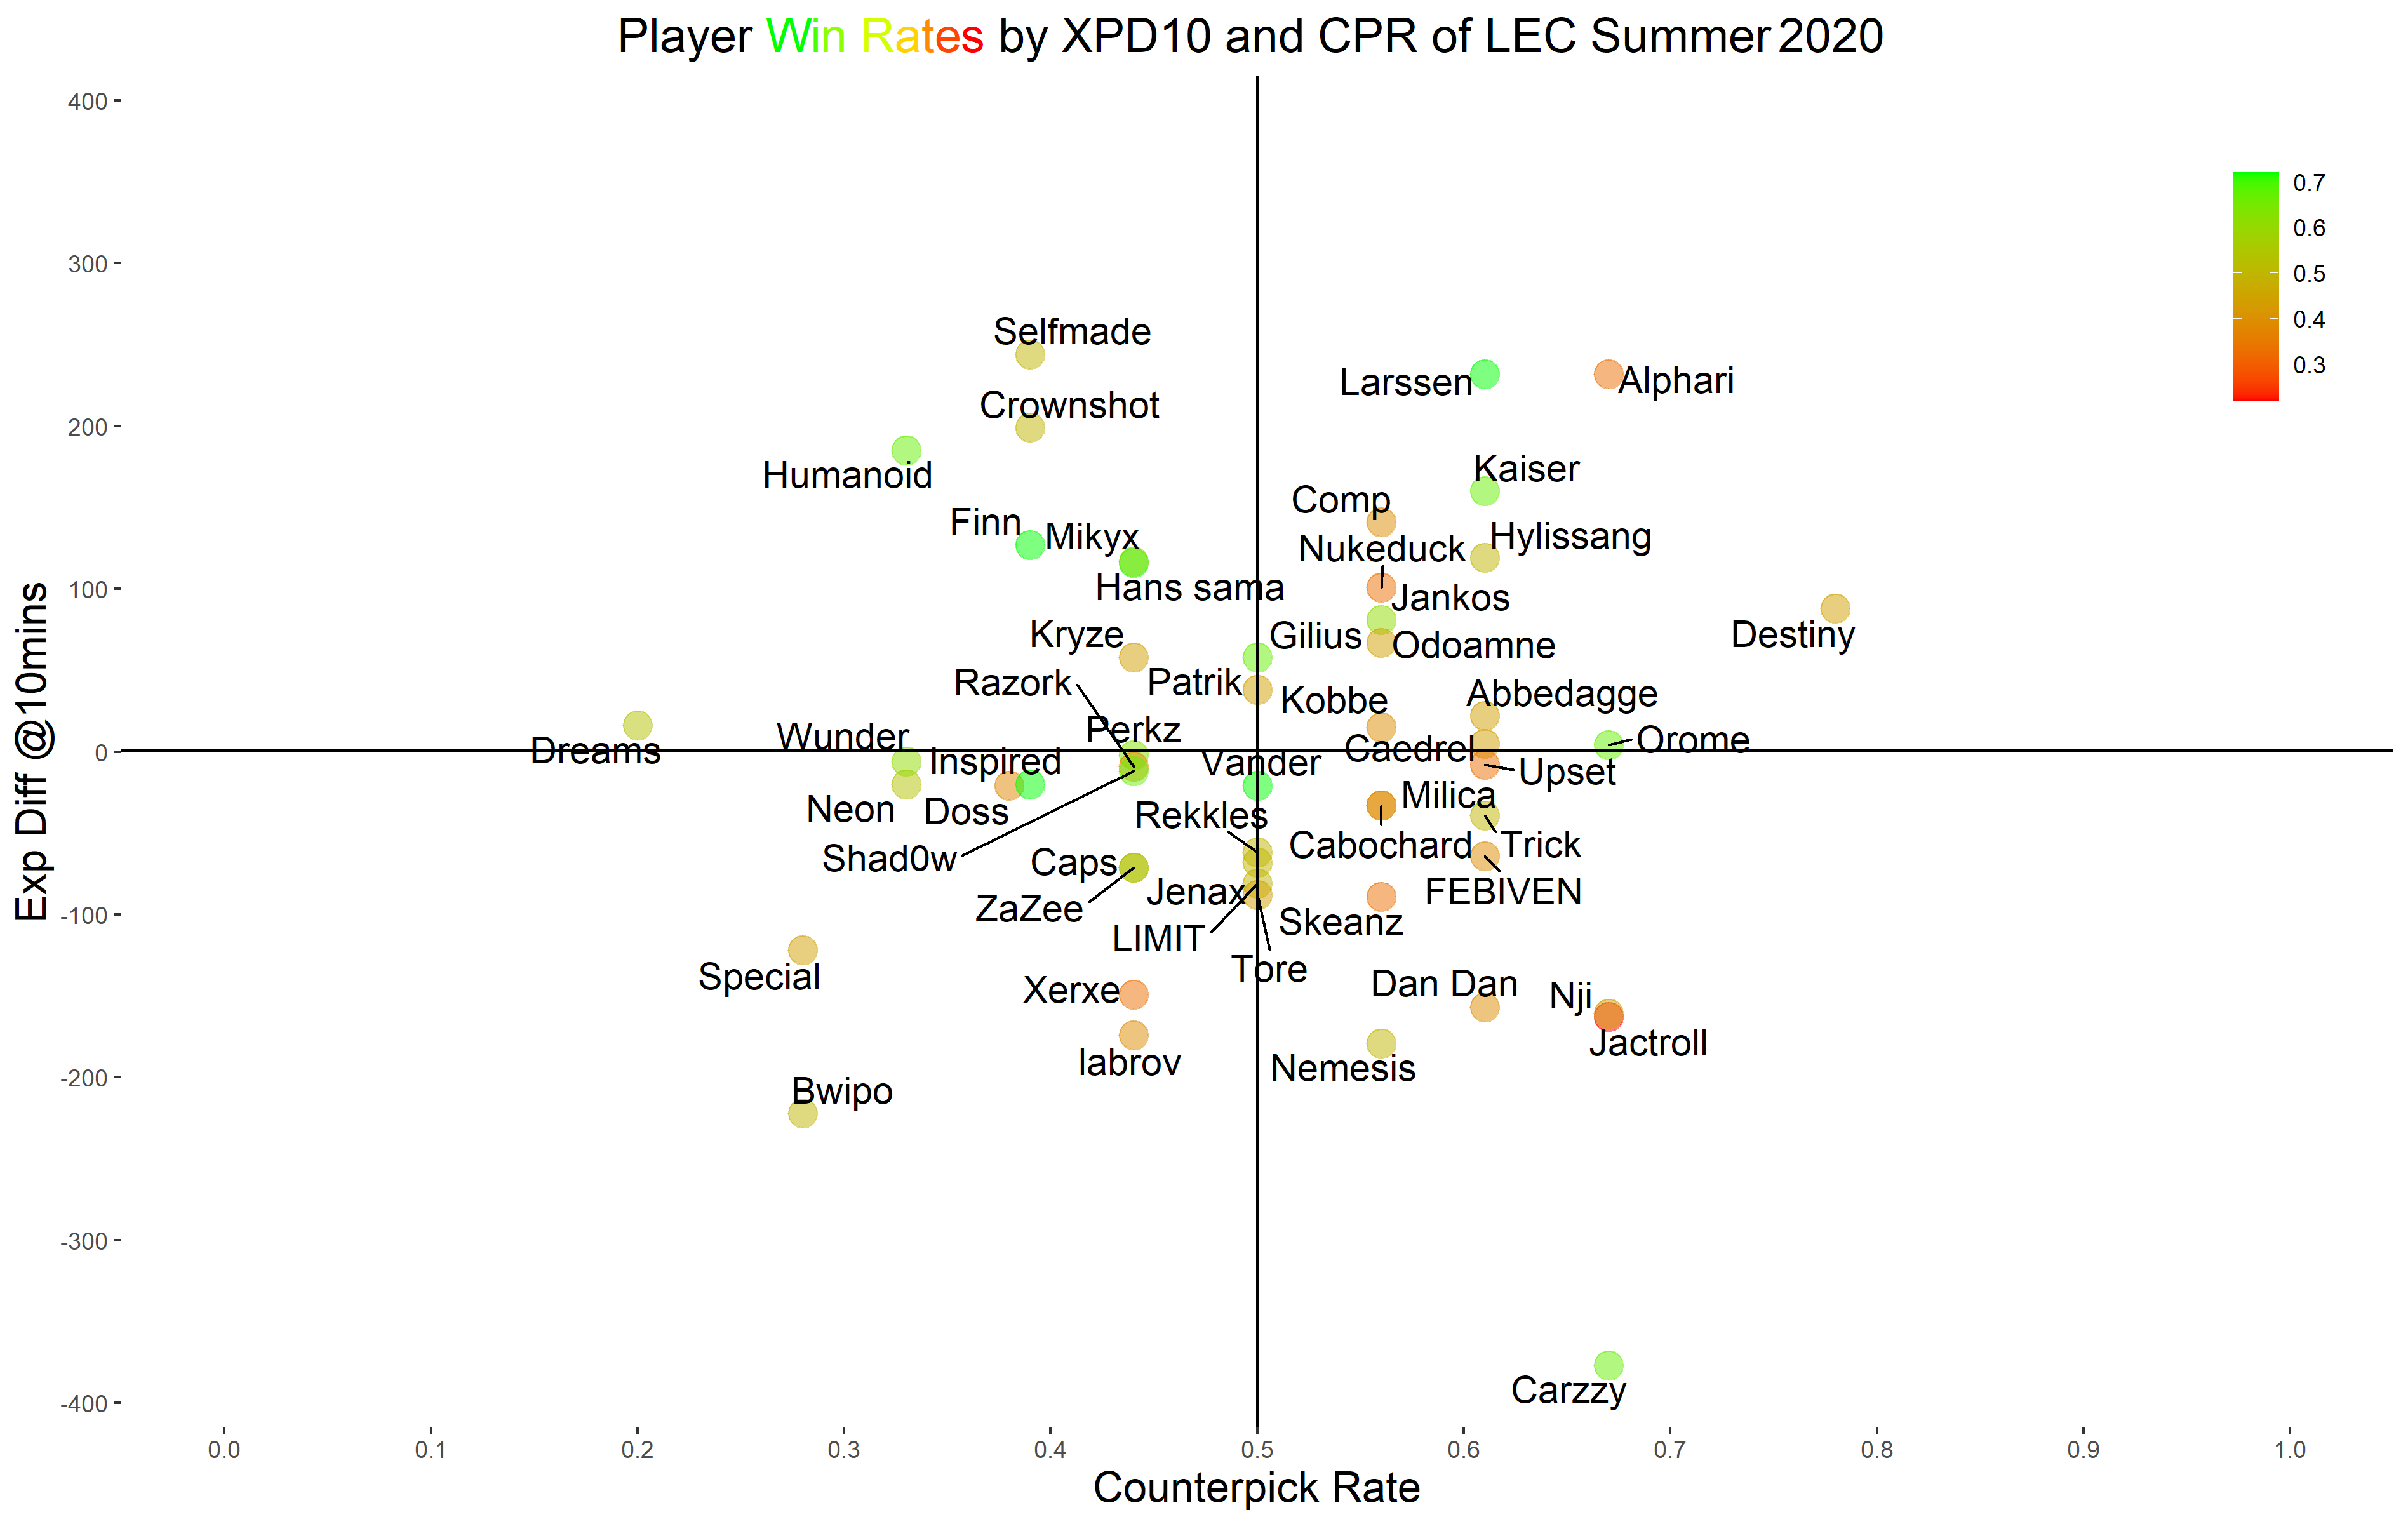 Player Win Rates by XPD10 and CPR of LEC Summer 2020
400
300
200
100
0
-100
-200
-300
-400
Exp Diff @10mins
0.7
0.6
0.5
0.4
0.3
Selfmade
Larssen
Alphari
Crownshot
Humanoid
Kaiser
Comp
Finn
Mikyx
Hylissang
Nukeduck
Hans sama
Jankos
Kryze
Gilius
Destiny
Odoamne
Razork
Patrik
Kobbe
Abbedagge
Perkz
Wunder
Dreams
Caedrel
Orome
Inspired
Vander
Upset
Milica
Neon
Doss
Rekkles
Cabochard
Trick
Shad0w
Caps
Jenax
FEBIVEN
ZaZee
Skeanz
LIMIT
Tore
Special
Xerxe
Dan Dan
Nji
Jactroll
labrov
Nemesis
Bwipo
Carzzy
0.0 0.1 0.2 0.3 0.4 0.5 0.6 0.7 0.8 0.9 1.0
Counterpick Rate